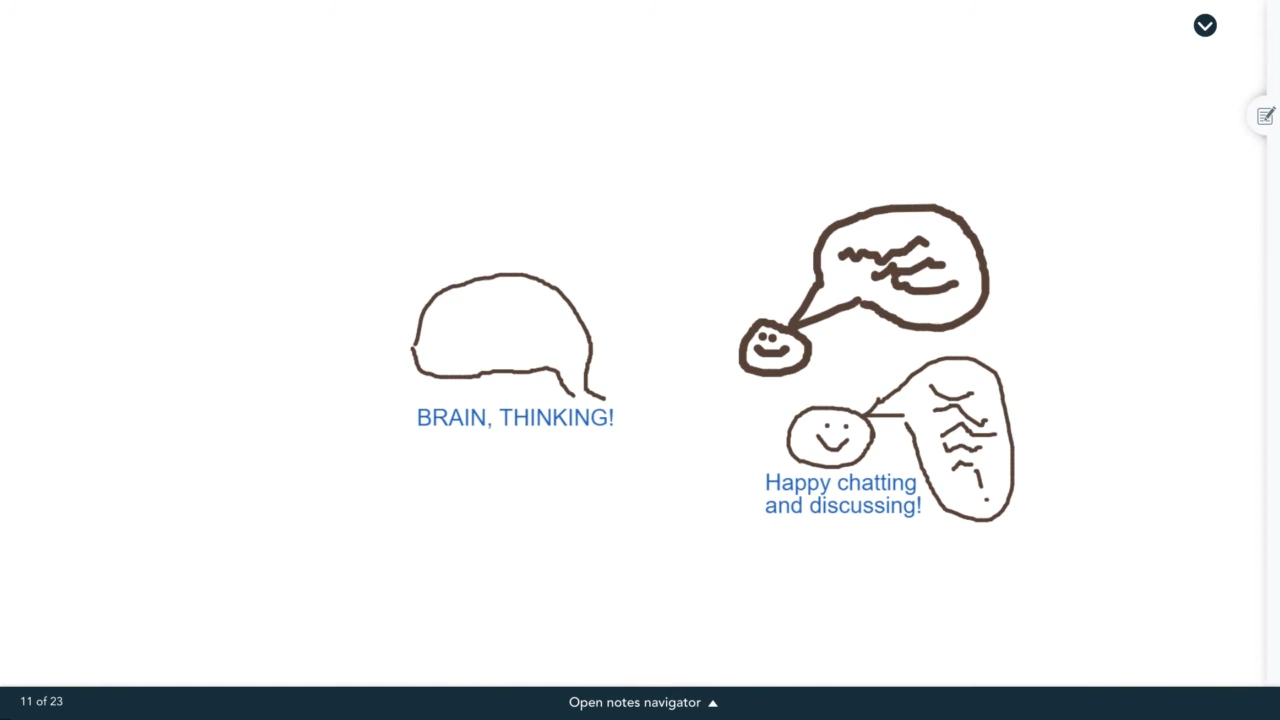 BRAIN, THINKING!
Happy chatting
and discussing!
11 of 23
Open notes navigator